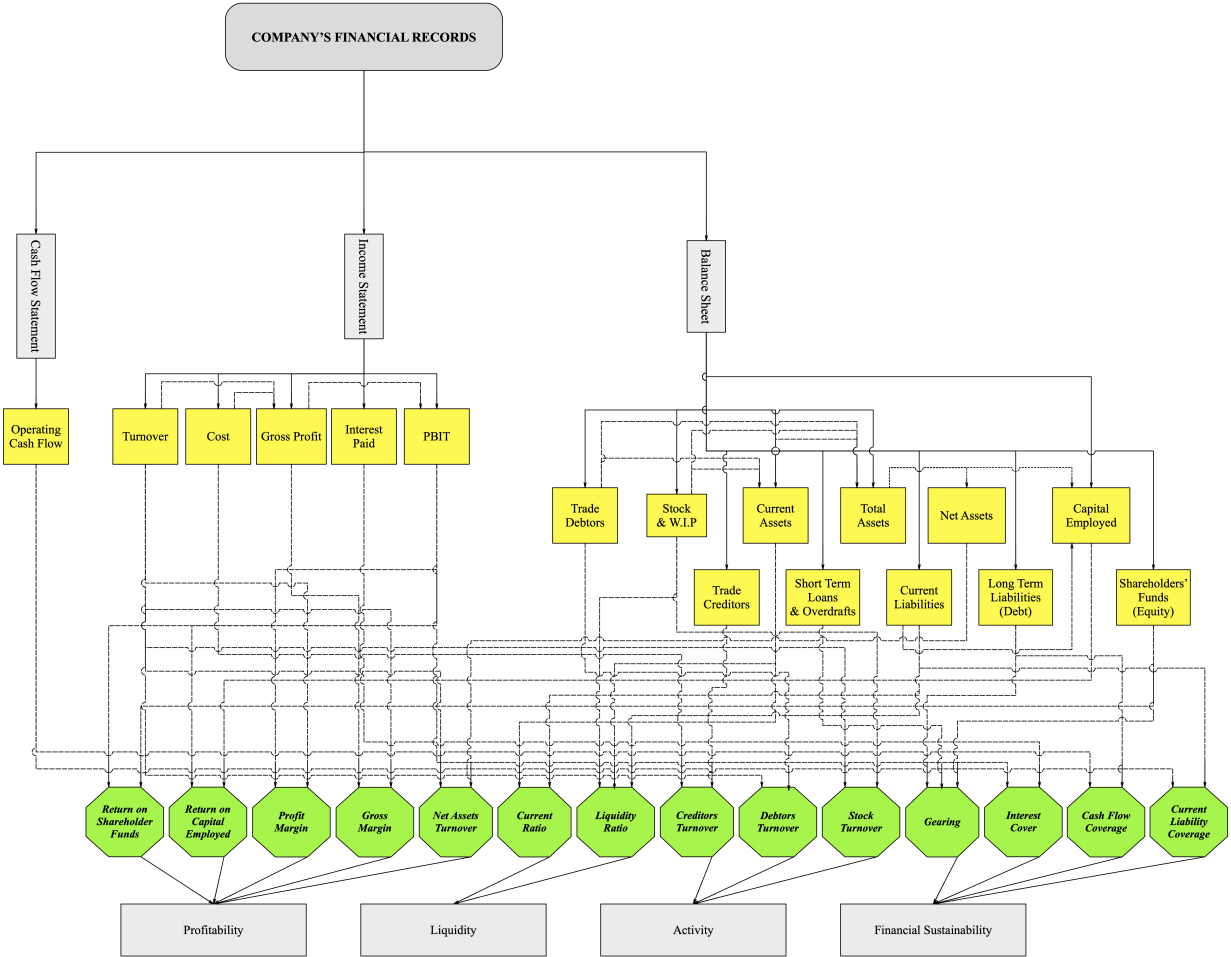 COMPANY’S FINANCIAL RECORDS
Cash Flow Statement
Income Statement
Balance Sheet
Operating
Cash Flow
Turnover
Cost
Gross Profit
Interest
Paid
PBIT
Trade
Debtors
Stock
& W.I.P
Current
Assets
Total
Assets
Net Assets
Capital
Employed
Trade
Creditors
Short Term
Loans
& Overdrafts
Current
Liabilities
Long Term
Liabilities
(Debt)
Shareholders’
Funds
(Equity)
Return on
Shareholder
Funds
Return on
Capital
Employed
Profit
Margin
Gross
Margin
Net Assets
Turnover
Current
Ratio
Liquidity
Ratio
Creditors
Turnover
Debtors
Turnover
Stock
Turnover
Gearing
Interest
Cover
Cash Flow
Coverage
Current
Liability
Coverage
Profitability
Liquidity
Activity
Financial Sustainability